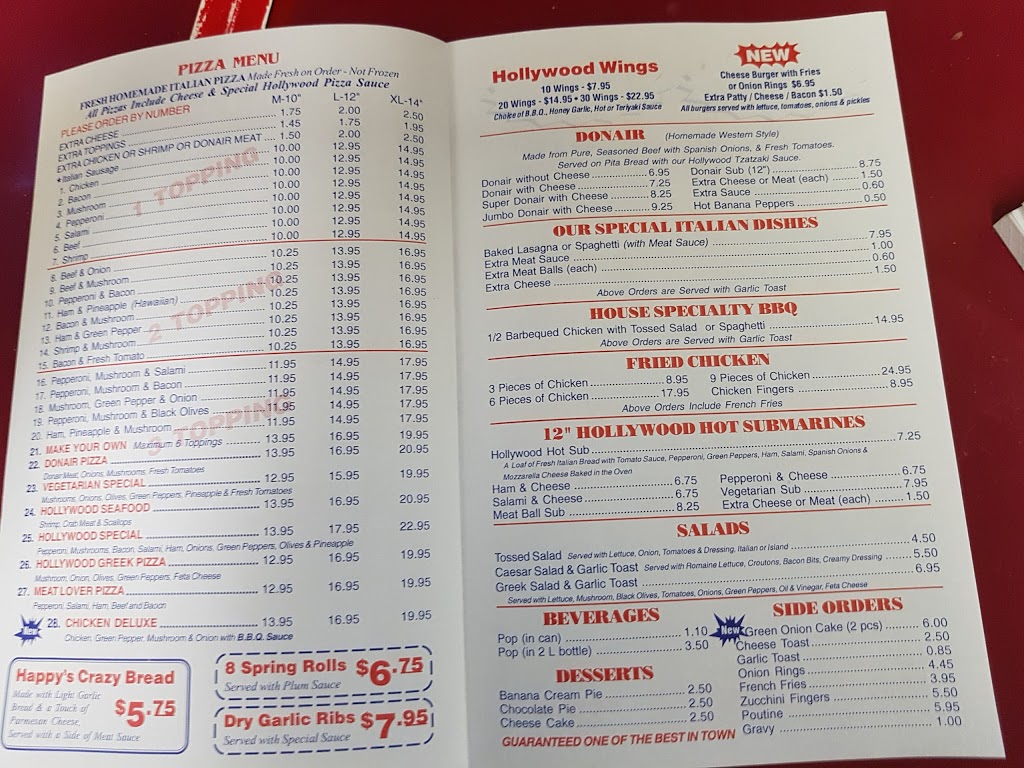 PIZZA MENU
FRESH HOMEMADE ITALIAN PIZZA Made Fresh on Order - Not Frozen
All Pizzas Include Cheese & Special Hollywood Pizza Sauce
PLEASE ORDER BY NUMBER M-10" L-12" XL-14"
EXTRA CHEESE 1.75 2.00 2.50
EXTRA TOPPINGS 1.45 1.75 1.95
EXTRA CHICKEN OR SHRIMP OR DONAIR MEAT 1.50 2.00 2.50
*Italian Sausage 10.00 12.95 14.95
1. Chicken 10.00 12.95 14.95
2. Bacon 10.00 12.95 14.95
3. Mushroom 10.00 12.95 14.95
4. Pepperoni 10.00 12.95 14.95
5. Salami 10.00 12.95 14.95
6. Beef 10.00 12.95 14.95
7. Shrimp 10.00 12.95 14.95
1 TOPPING
8. Beef & Onion 10.25 13.95 16.95
9. Beef & Mushroom 10.25 13.95 16.95
10. Pepperoni & Bacon 10.25 13.95 16.95
11. Ham & Pineapple (Hawaiian) 10.25 13.95 16.95
12. Bacon & Mushroom 10.25 13.95 16.95
13. Ham & Green Pepper 10.25 13.95 16.95
14. Shrimp & Mushroom 10.25 13.95 16.95
15. Bacon & Fresh Tomato 10.25 13.95 16.95
2 TOPPING
16. Pepperoni, Mushroom & Salami 11.95 14.95 17.95
17. Pepperoni, Mushroom & Bacon 11.95 14.95 17.95
18. Mushroom, Green Pepper & Onion 11.95 14.95 17.95
19. Pepperoni, Mushroom & Black Olives 11.95 14.95 17.95
20. Ham, Pineapple & Mushroom 11.95 14.95 17.95
3 TOPPING
21. MAKE YOUR OWN Maximum 6 Toppings 13.95 16.95 19.95
22. DONAIR PIZZA 13.95 16.95 20.95
Donair Meat, Onions, Mushrooms, Fresh Tomatoes
23. VEGETARIAN SPECIAL 12.95 15.95 19.95
Mushrooms, Onions, Olives, Green Peppers, Pineapple & Fresh Tomatoes
24. HOLLYWOOD SEAFOOD 13.95 16.95 20.95
Shrimp, Crab Meat & Scallops
25. HOLLYWOOD SPECIAL 13.95 17.95 22.95
Pepperoni, Mushrooms, Bacon, Salami, Ham, Onions, Green Peppers, Olives & Pineapple
26. HOLLYWOOD GREEK PIZZA 12.95 16.95 19.95
Mushroom, Onion, Olives, Green Peppers, Feta Cheese
27. MEAT LOVER PIZZA 12.95 16.95 19.95
Pepperoni, Salami, Ham, Beef and Bacon
New 28. CHICKEN DELUXE 13.95 16.95 19.95
Chicken, Green Pepper, Mushroom & Onion with B.B.Q. Sauce
Happy's Crazy Bread
Made with Light Garlic
Bread & a Touch of
Parmesan Cheese,
Served with a Side of Meat Sauce
$5.75
8 Spring Rolls $6.75
Served with Plum Sauce
Dry Garlic Ribs $7.95
Served with Special Sauce
Hollywood Wings
10 Wings - $7.95
20 Wings - $14.95 • 30 Wings - $22.95
Choice of B.B.Q., Honey Garlic, Hot or Teriyaki Sauce
NEW
Cheese Burger with Fries
or Onion Rings $6.95
Extra Patty / Cheese / Bacon $1.50
All burgers served with lettuce, tomatoes, onions & pickles
DONAIR (Homemade Western Style)
Made from Pure, Seasoned Beef with Spanish Onions, & Fresh Tomatoes.
Served on Pita Bread with our Hollywood Tzatzaki Sauce.
Donair without Cheese 6.95
Donair with Cheese 7.25
Super Donair with Cheese 8.25
Jumbo Donair with Cheese 9.25
Donair Sub (12") 8.75
Extra Cheese or Meat (each) 1.50
Extra Sauce 0.60
Hot Banana Peppers 0.50
OUR SPECIAL ITALIAN DISHES
Baked Lasagna or Spaghetti (with Meat Sauce) 7.95
Extra Meat Sauce 1.00
Extra Meat Balls (each) 0.60
Extra Cheese 1.50
Above Orders are Served with Garlic Toast
HOUSE SPECIALTY BBQ
1/2 Barbequed Chicken with Tossed Salad or Spaghetti 14.95
Above Orders are Served with Garlic Toast
FRIED CHICKEN
3 Pieces of Chicken 8.95
6 Pieces of Chicken 17.95
9 Pieces of Chicken 24.95
Chicken Fingers 8.95
Above Orders Include French Fries
12" HOLLYWOOD HOT SUBMARINES
Hollywood Hot Sub 7.25
A Loaf of Fresh Italian Bread with Tomato Sauce, Pepperoni, Green Peppers, Ham, Salami, Spanish Onions &
Mozzarella Cheese Baked in the Oven
Ham & Cheese 6.75
Salami & Cheese 6.75
Meat Ball Sub 8.25
Pepperoni & Cheese 6.75
Vegetarian Sub 7.95
Extra Cheese or Meat (each) 1.50
SALADS
Tossed Salad Served with Lettuce, Onion, Tomatoes & Dressing, Italian or Island 4.50
Caesar Salad & Garlic Toast Served with Romaine Lettuce, Croutons, Bacon Bits, Creamy Dressing 5.50
Greek Salad & Garlic Toast 6.95
Served with Lettuce, Mushroom, Black Olives, Tomatoes, Onions, Green Peppers, Oil & Vinegar, Feta Cheese
BEVERAGES
Pop (in can) 1.10
Pop (in 2 L bottle) 3.50
DESSERTS
Banana Cream Pie 2.50
Chocolate Pie 2.50
Cheese Cake 2.50
GUARANTEED ONE OF THE BEST IN TOWN
SIDE ORDERS
New Green Onion Cake (2 pcs) 6.00
Cheese Toast 2.50
Garlic Toast 0.85
Onion Rings 4.45
French Fries 3.95
Zucchini Fingers 5.50
Poutine 5.95
Gravy 1.00